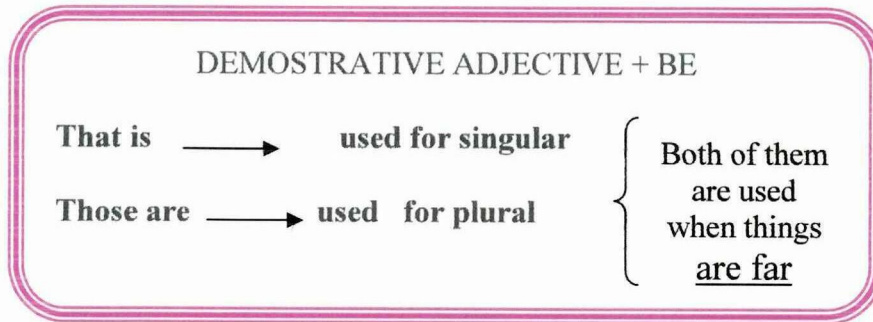 DEMOSTRATIVE ADJECTIVE + BE
That is used for singular
Those are used for plural
Both of them
are used
when things
are far